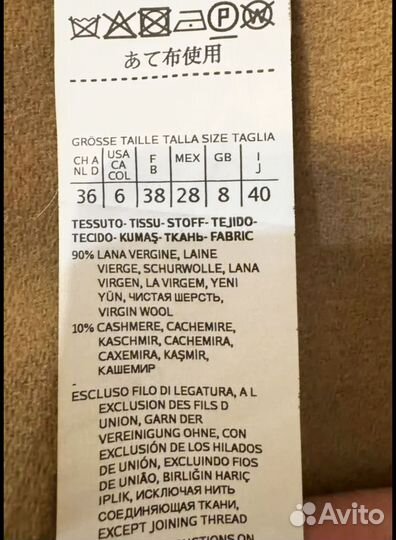 P W
あて布使用
GRÖSSE TAILLE TALLA SIZE TAGLIA
CH A NL D USA CA COL F B MEX GB I J
36 6 38 28 8 40
TESSUTO- TISSU- STOFF- TEJIDO-
TECIDO- KUMAŞ- ТКАНЬ- FABRIC
90% LANA VERGINE, LAINE
VIERGE, SCHURWOLLE, LANA
VIRGEN, LA VIRGEM, YENI
YÜN, ЧИСТАЯ ШЕРСТЬ,
VIRGIN WOOL
10% CASHMERE, CACHEMIRE,
KASCHMIR, CACHEMIRA,
CAXEMIRA, KAŞMİR,
КАШЕМИР
ESCLUSO FILO DI LEGATURA, A L
EXCLUSION DES FILS D
UNION, GARN DER
VEREINIGUNG OHNE, CON
EXCLUSIÓN DE LOS HILADOS
DE UNIÓN, EXCLUINDO FIOS
DE UNIÃO, BIRLIĞIN HARIÇ
IPLIK, ИСКЛЮЧАЯ НИТЬ
СОЕДИНЯЮЩАЯ ТКАНИ,
EXCEPT JOINING THREAD
Avito